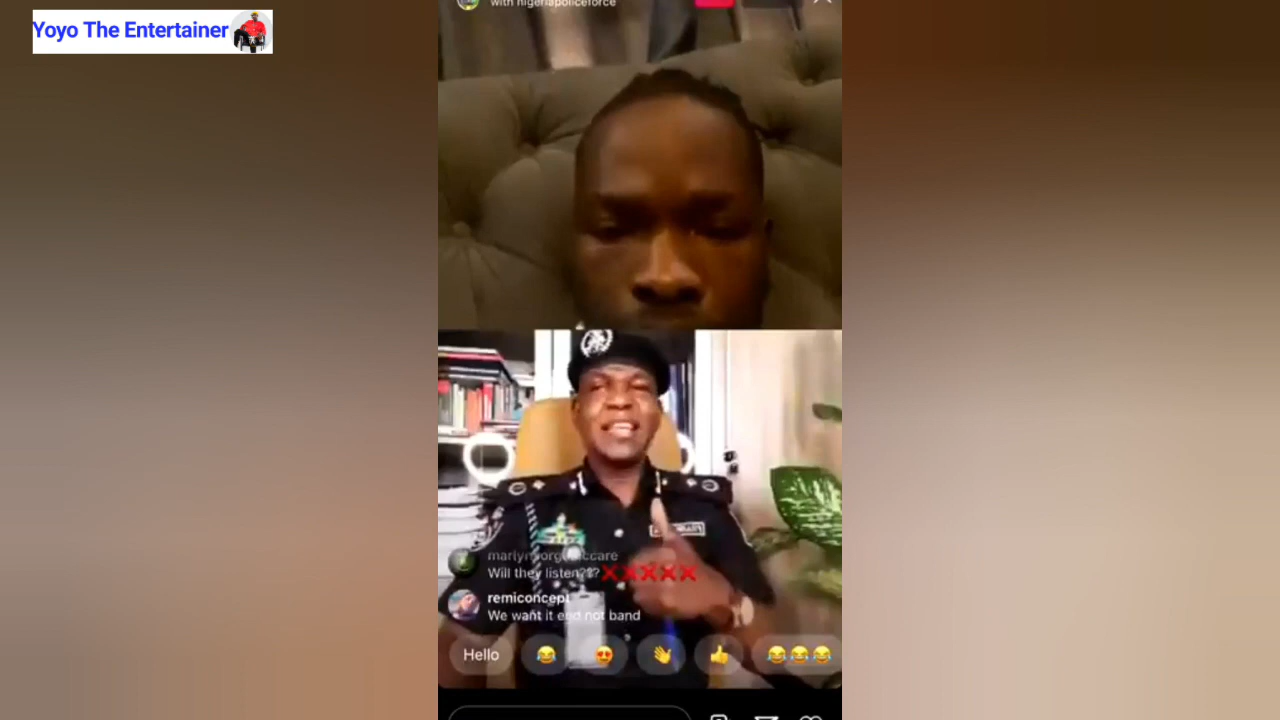 Yoyo The Entertainer
with nigeriapoliceforce
Will they listen???❌❌❌❌❌
remiconcept
We want it end not band
Hello